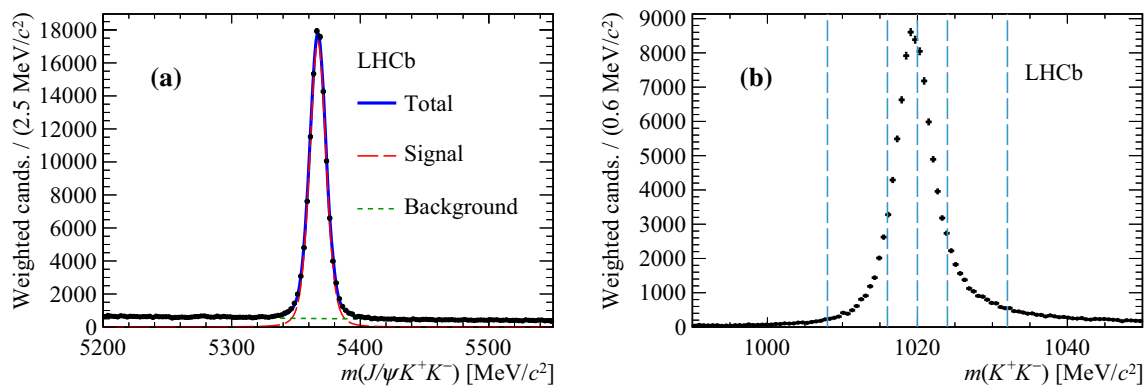 Weighted cands. / (2.5 MeV/c²)
18000
16000
14000
12000
10000
8000
6000
4000
2000
0
(a)
LHCb
Total
Signal
Background
5200
5300
5400
5500
m(J/ψK⁺K⁻) [MeV/c²]
Weighted cands. / (0.6 MeV/c²)
9000
8000
7000
6000
5000
4000
3000
2000
1000
0
(b)
LHCb
1000
1020
1040
m(K⁺K⁻) [MeV/c²]